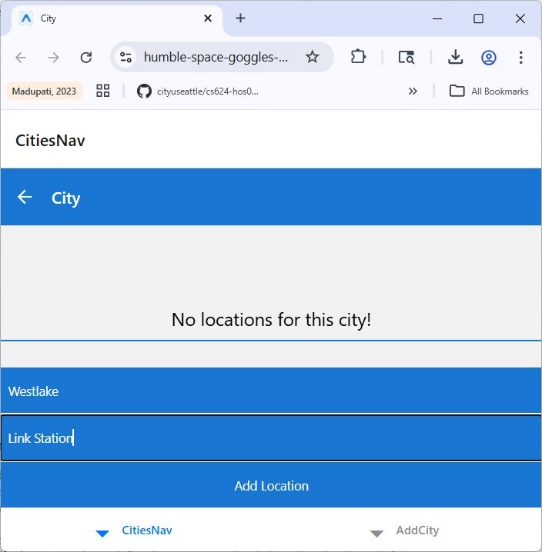 City
humble-space-goggles-...
Madupati, 2023
cityuseattle/cs624-hos0...
All Bookmarks
CitiesNav
City
No locations for this city!
Westlake
Link Station
Add Location
CitiesNav
AddCity